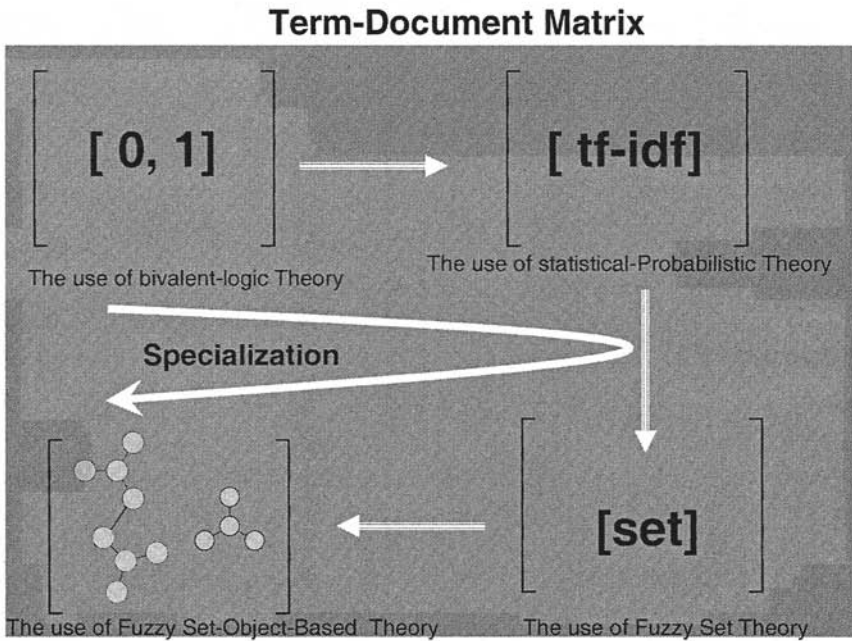 Term-Document Matrix
[ 0, 1]
[ tf-idf]
The use of bivalent-logic Theory
The use of statistical-Probabilistic Theory
Specialization
[set]
The use of Fuzzy Set-Object-Based Theory
The use of Fuzzy Set Theory